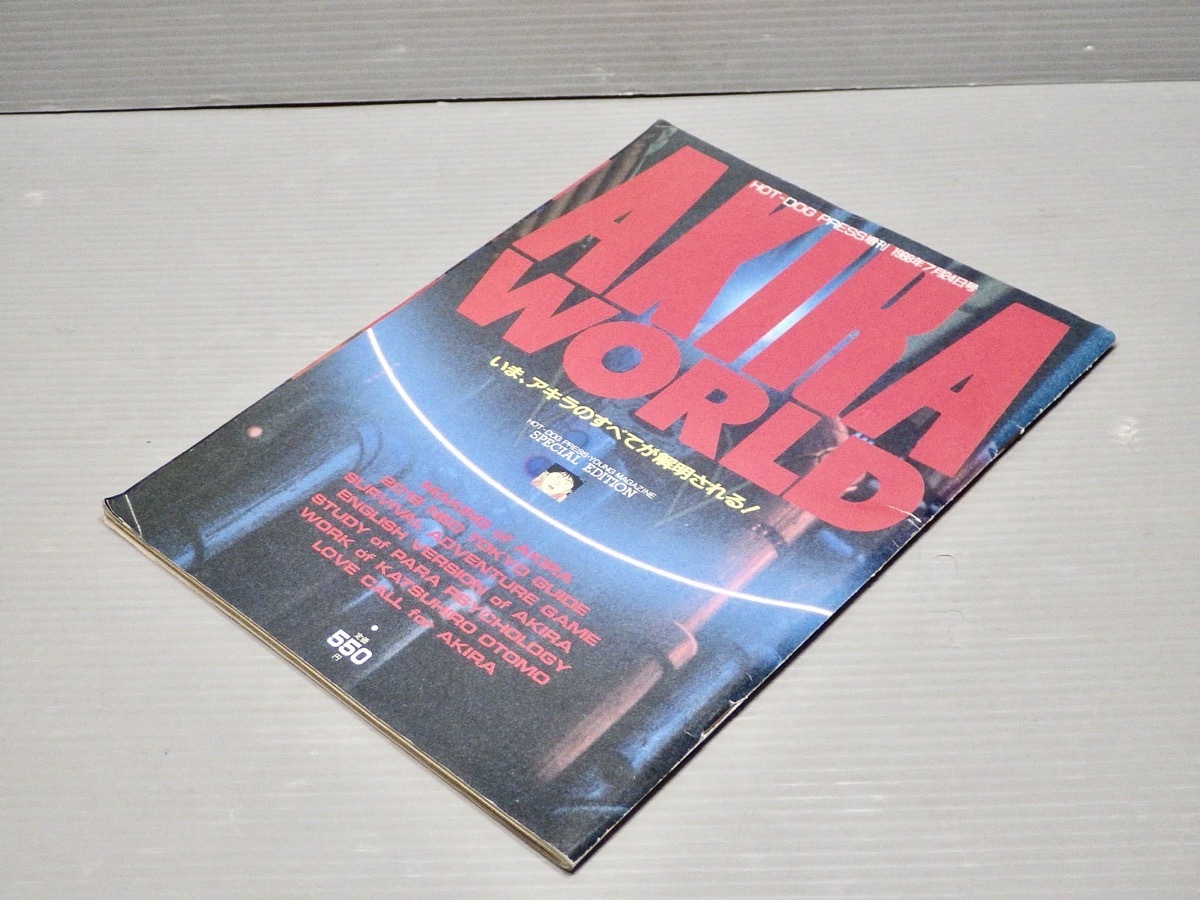 HOT-DOG PRESS増刊 1988年7月24日号
AKIRA
WORLD
いま、アキラのすべてが解明される!
HOT-DOG PRESS・YOUNG MAGAZINE
SPECIAL EDITION
MAKING of AKIRA
2019 NEO TOKYO GUIDE
SURVIVAL ADVENTURE GAME
ENGLISH VERSION of AKIRA
STUDY of PARA PSYCHOLOGY
WORK of KATSUHIRO OTOMO
LOVE CALL for AKIRA
定価
550
円